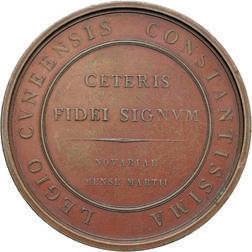 LEGIO CVNEENSIS CONSTANTISSIMA
CETERIS
FIDEI SIGNVM
NOVARIAE
MENSE MARTII